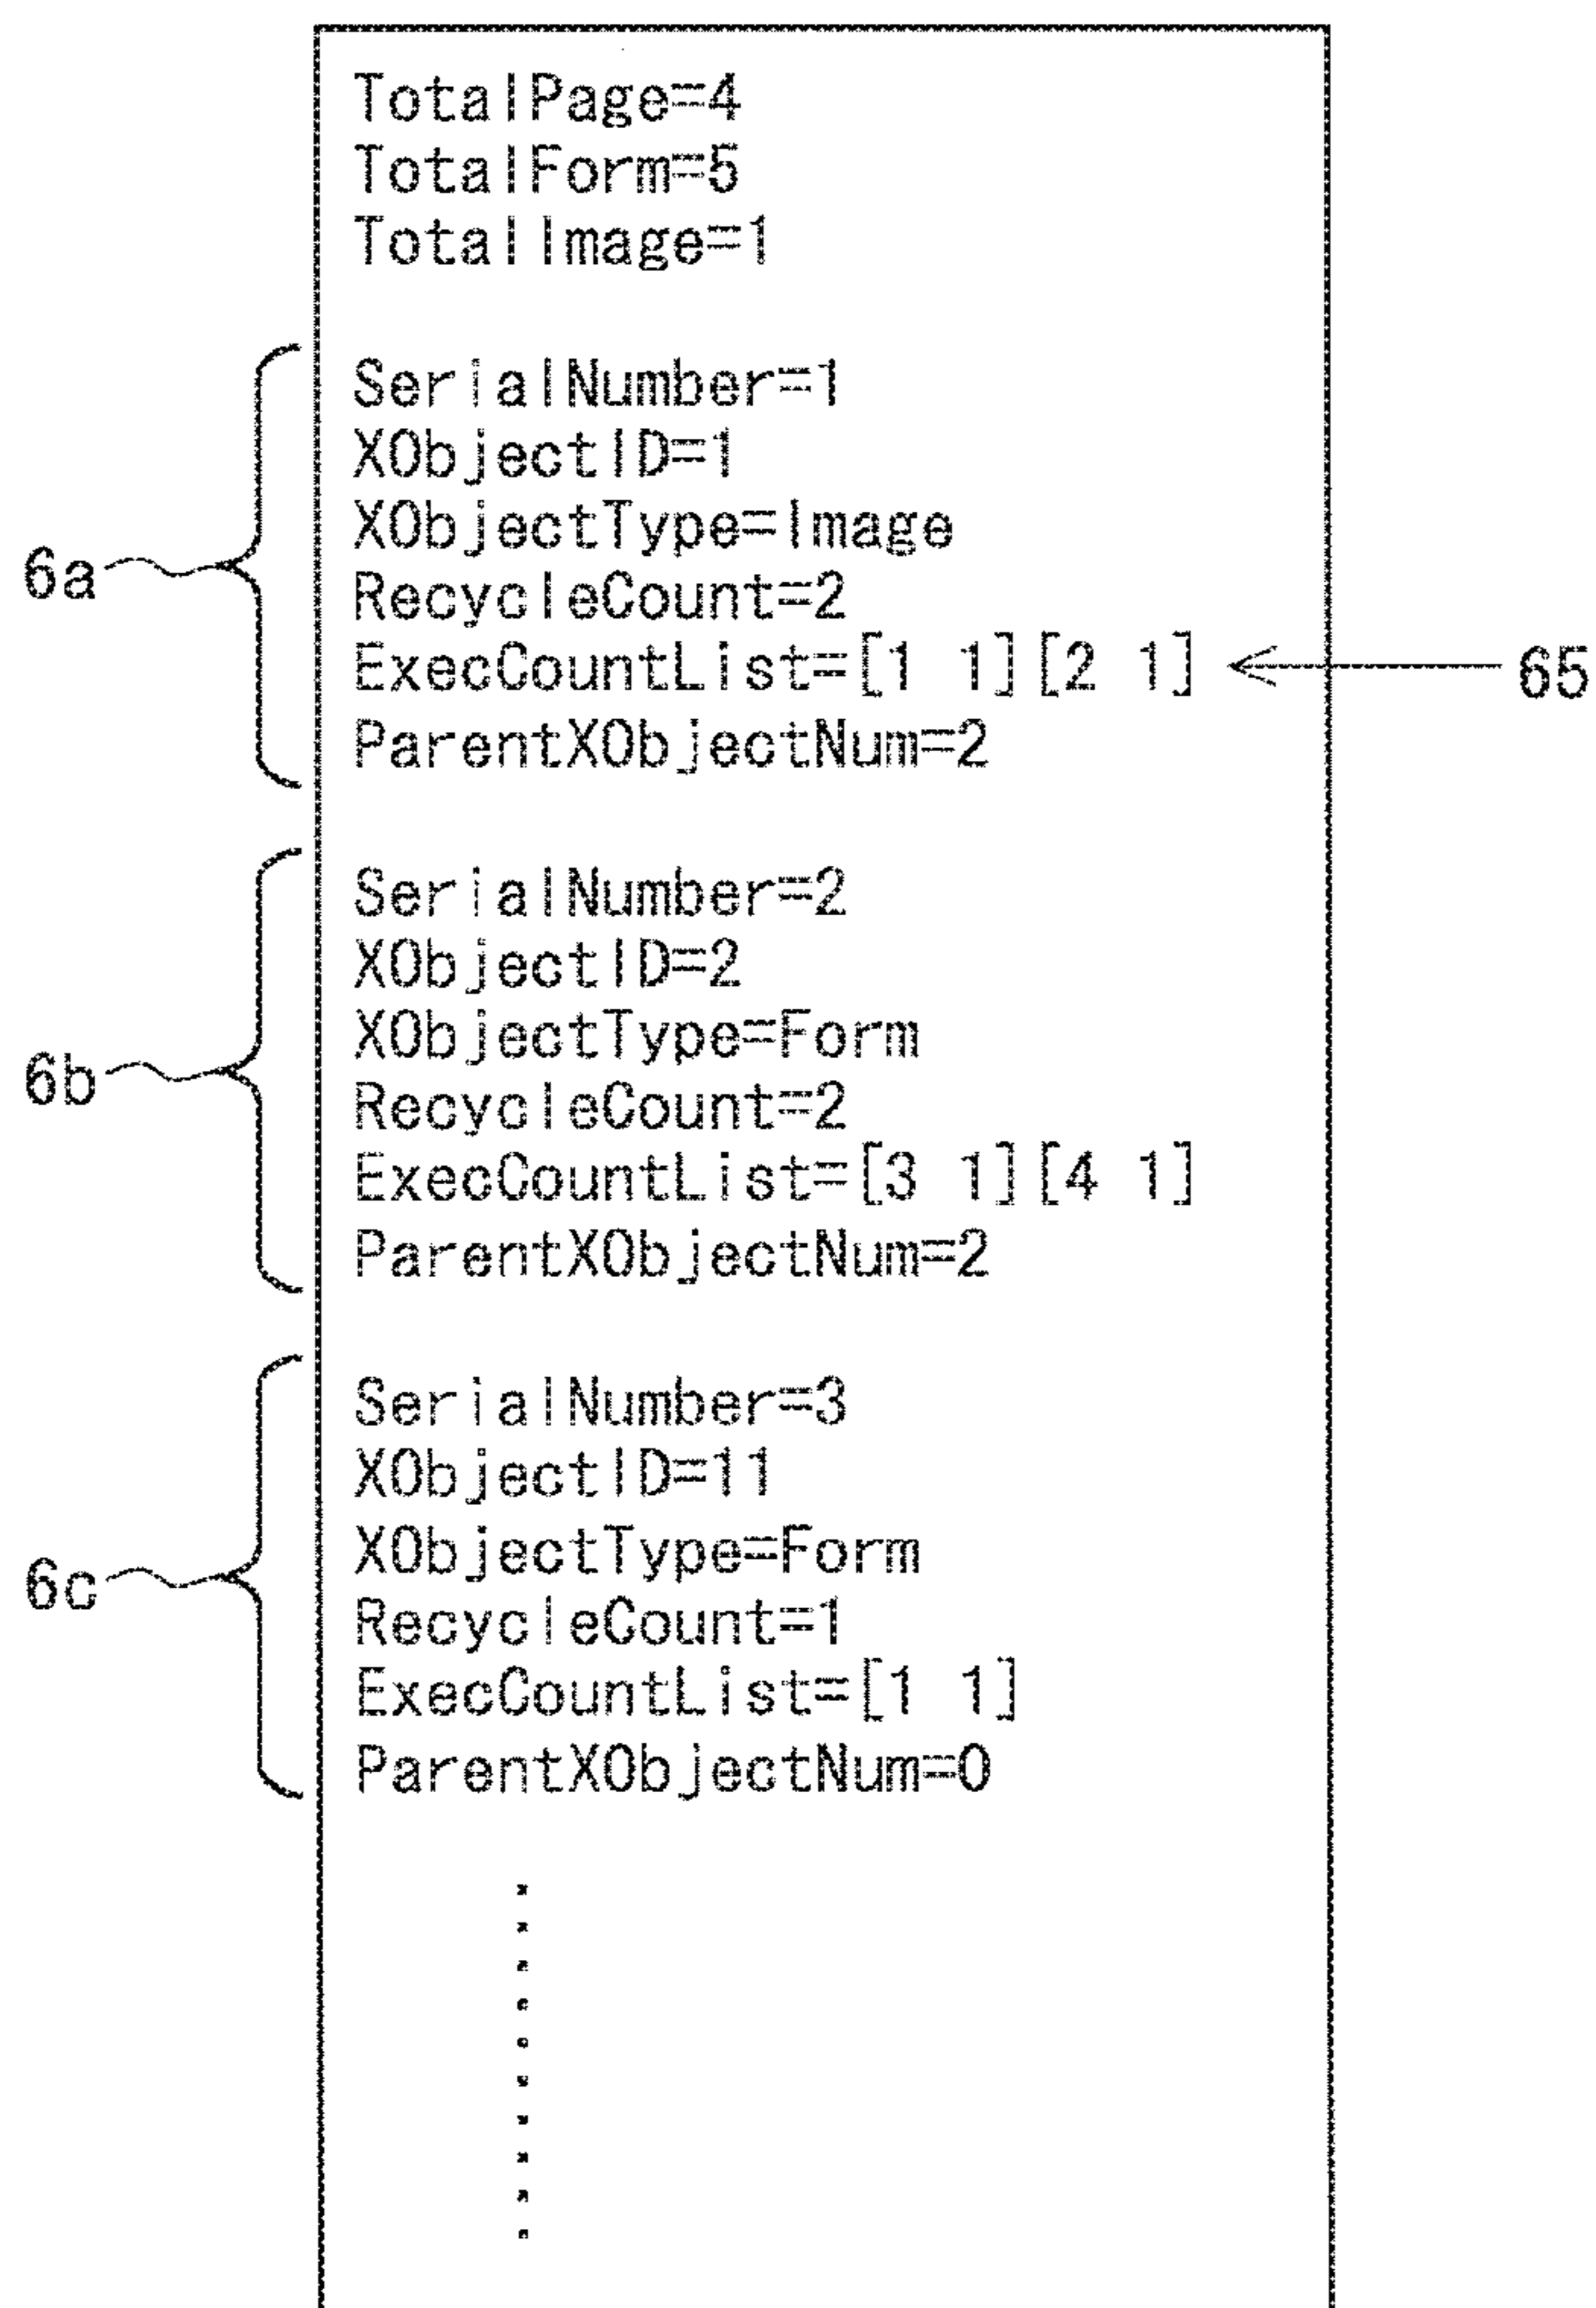 TotalPage=4
TotalForm=5
TotalImage=1
6a
SerialNumber=1
XObjectID=1
XObjectType=Image
RecycleCount=2
ExecCountList=[1 1][2 1]
65
ParentXObjectNum=2
6b
SerialNumber=2
XObjectID=2
XObjectType=Form
RecycleCount=2
ExecCountList=[3 1][4 1]
ParentXObjectNum=2
6c
SerialNumber=3
XObjectID=11
XObjectType=Form
RecycleCount=1
ExecCountList=[1 1]
ParentXObjectNum=0